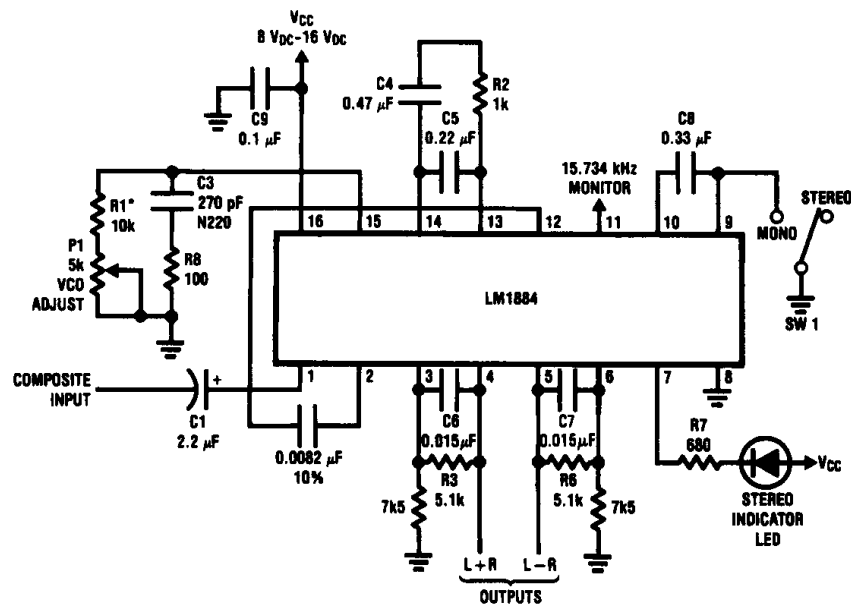 VCC
8 VDC-16 VDC
C9
0.1 µF
C4
0.47 µF
R2
1k
C5
0.22 µF
15.734 kHz
MONITOR
C8
0.33 µF
STEREO
MONO
SW 1
R1*
10k
C3
270 pF
N220
P1
5k
VCO
ADJUST
R8
100
16 15 14 13 12 11 10 9
LM1884
1 2 3 4 5 6 7 8
COMPOSITE
INPUT
+
C1
2.2 µF
0.0082 µF
10%
C6
0.015µF
C7
0.015µF
R3
5.1k
R6
5.1k
7k5
7k5
R7
680
VCC
STEREO
INDICATOR
LED
L+R L−R
OUTPUTS